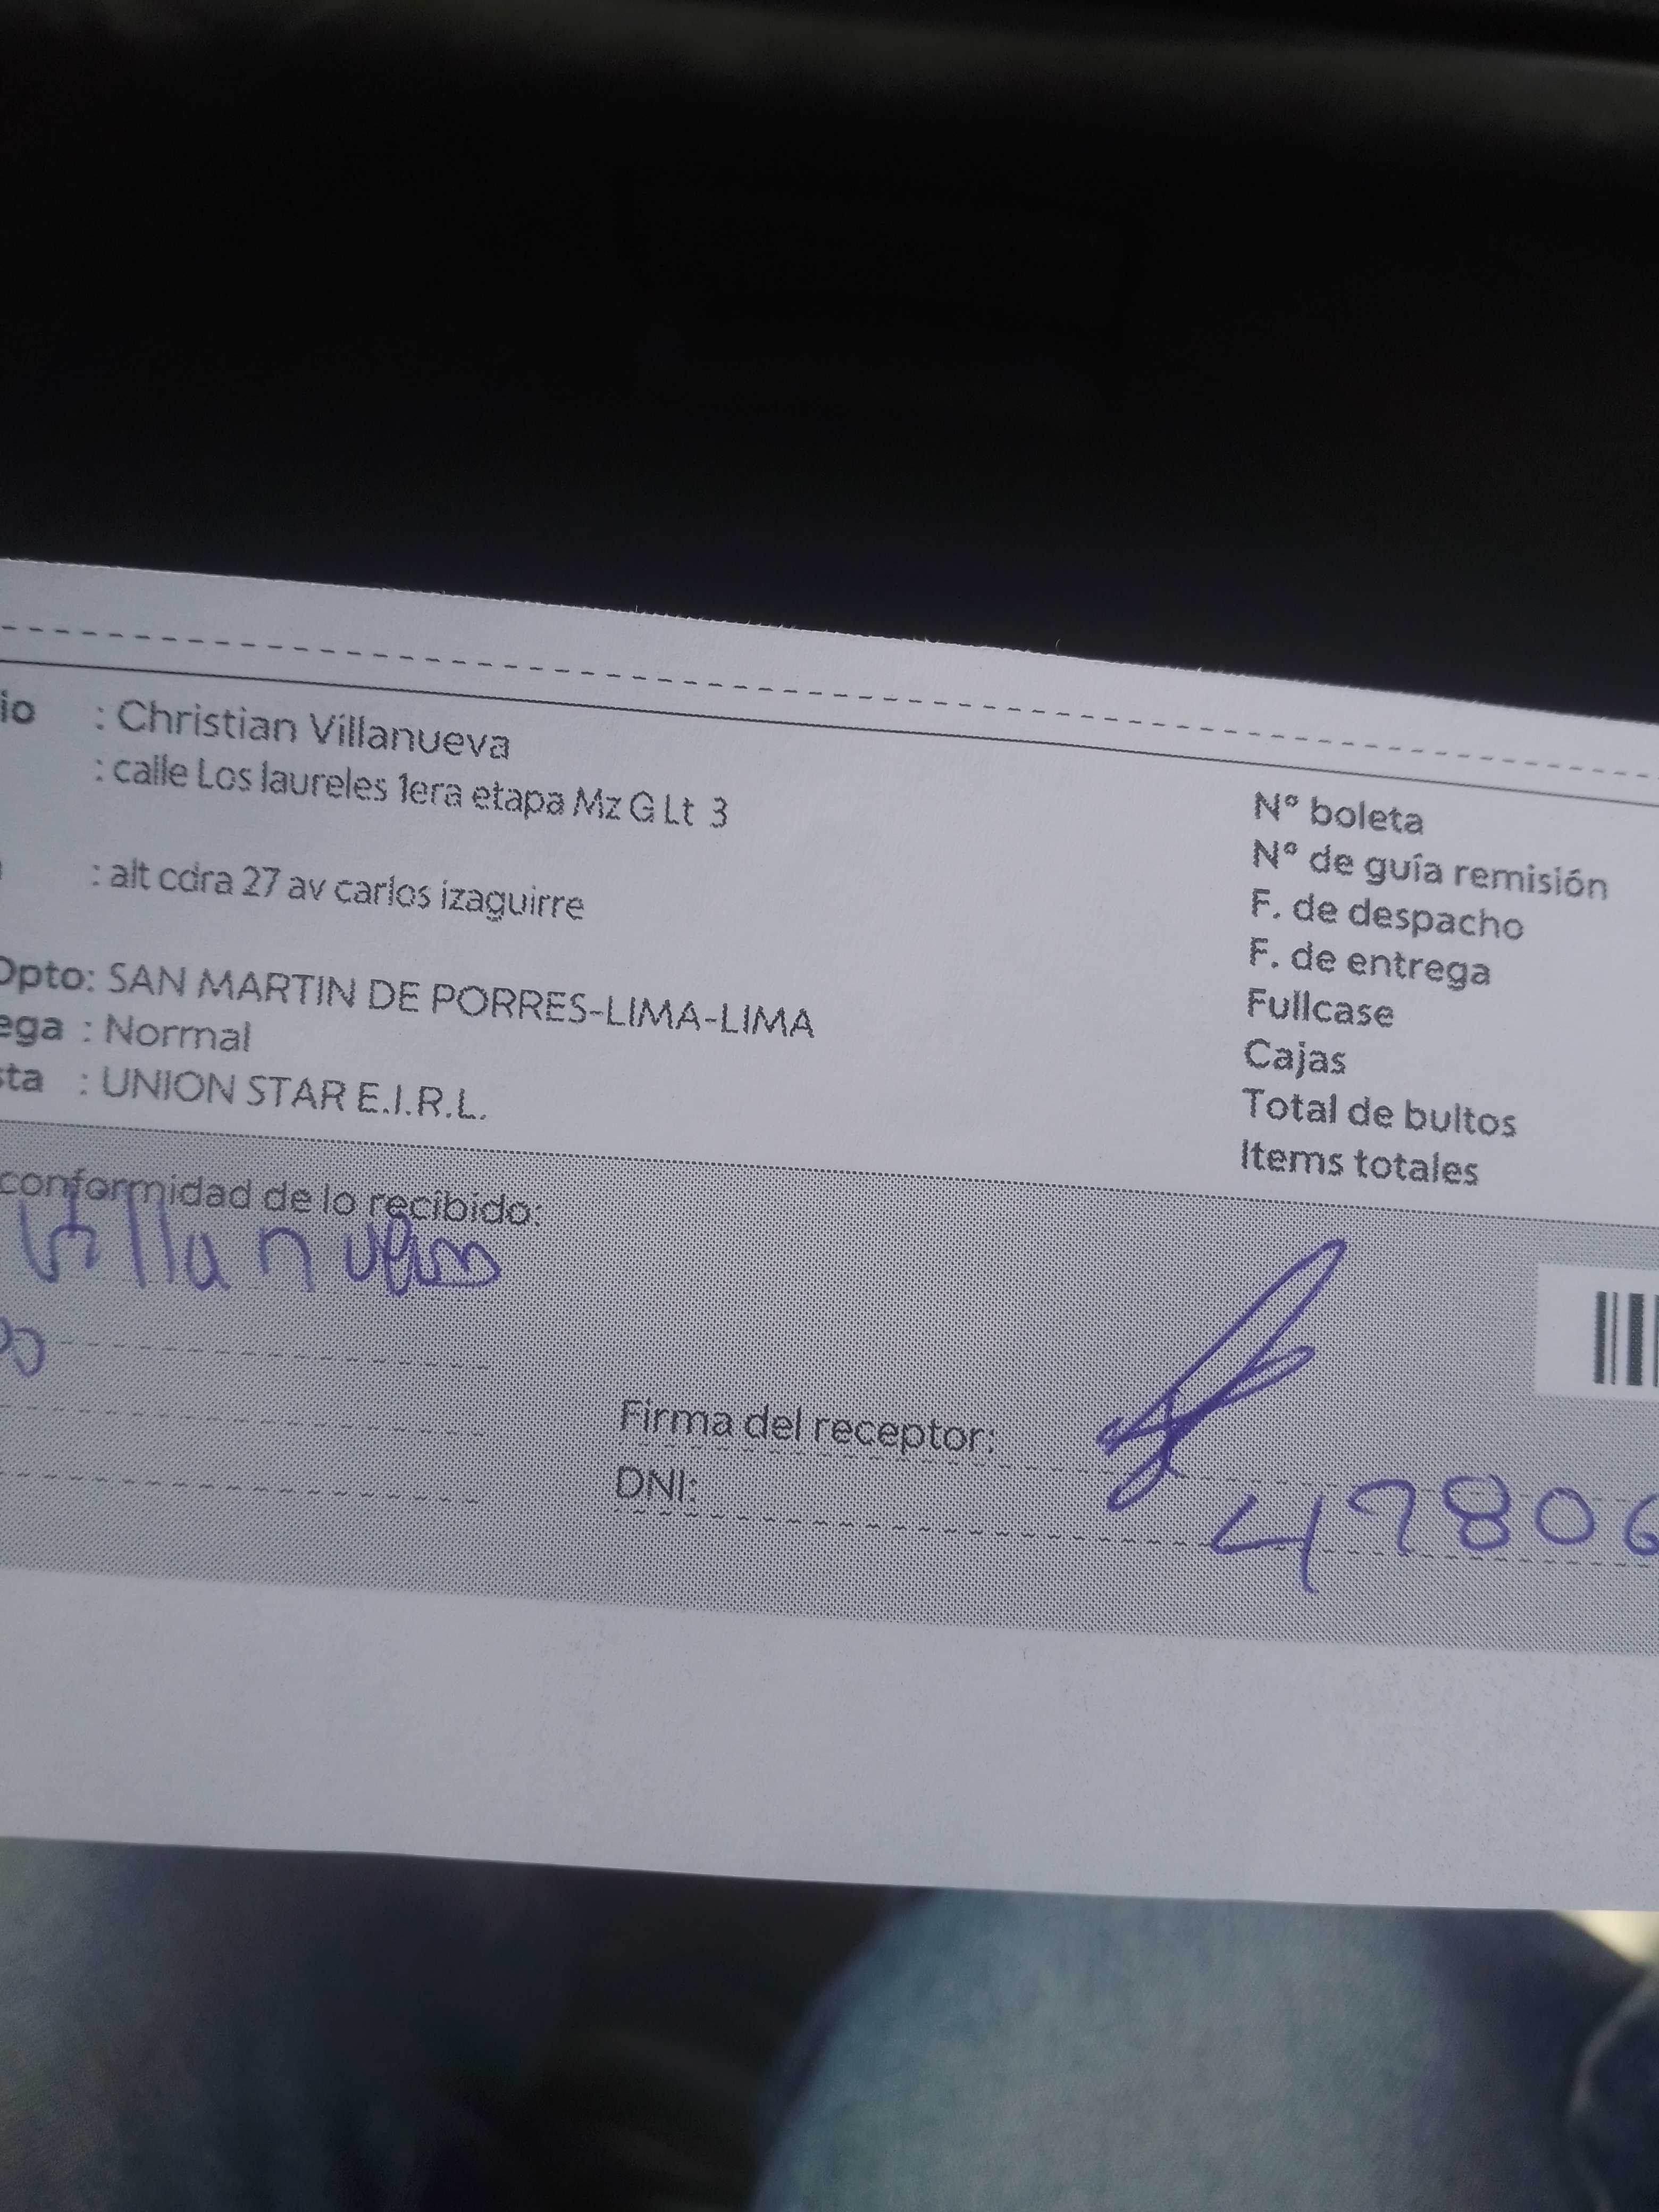 io : Christian Villanueva
: calle Los laureles 1era etapa Mz G Lt 3
: alt cdra 27 av carlos izaguirre
Dpto: SAN MARTIN DE PORRES-LIMA-LIMA
ega : Normal
sta : UNION STAR E.I.R.L.
N° boleta
N° de guía remisión
F. de despacho
F. de entrega
Fullcase
Cajas
Total de bultos
Items totales
conformidad de lo recibido:
Villanueva
Firma del receptor:
DNI: 47806